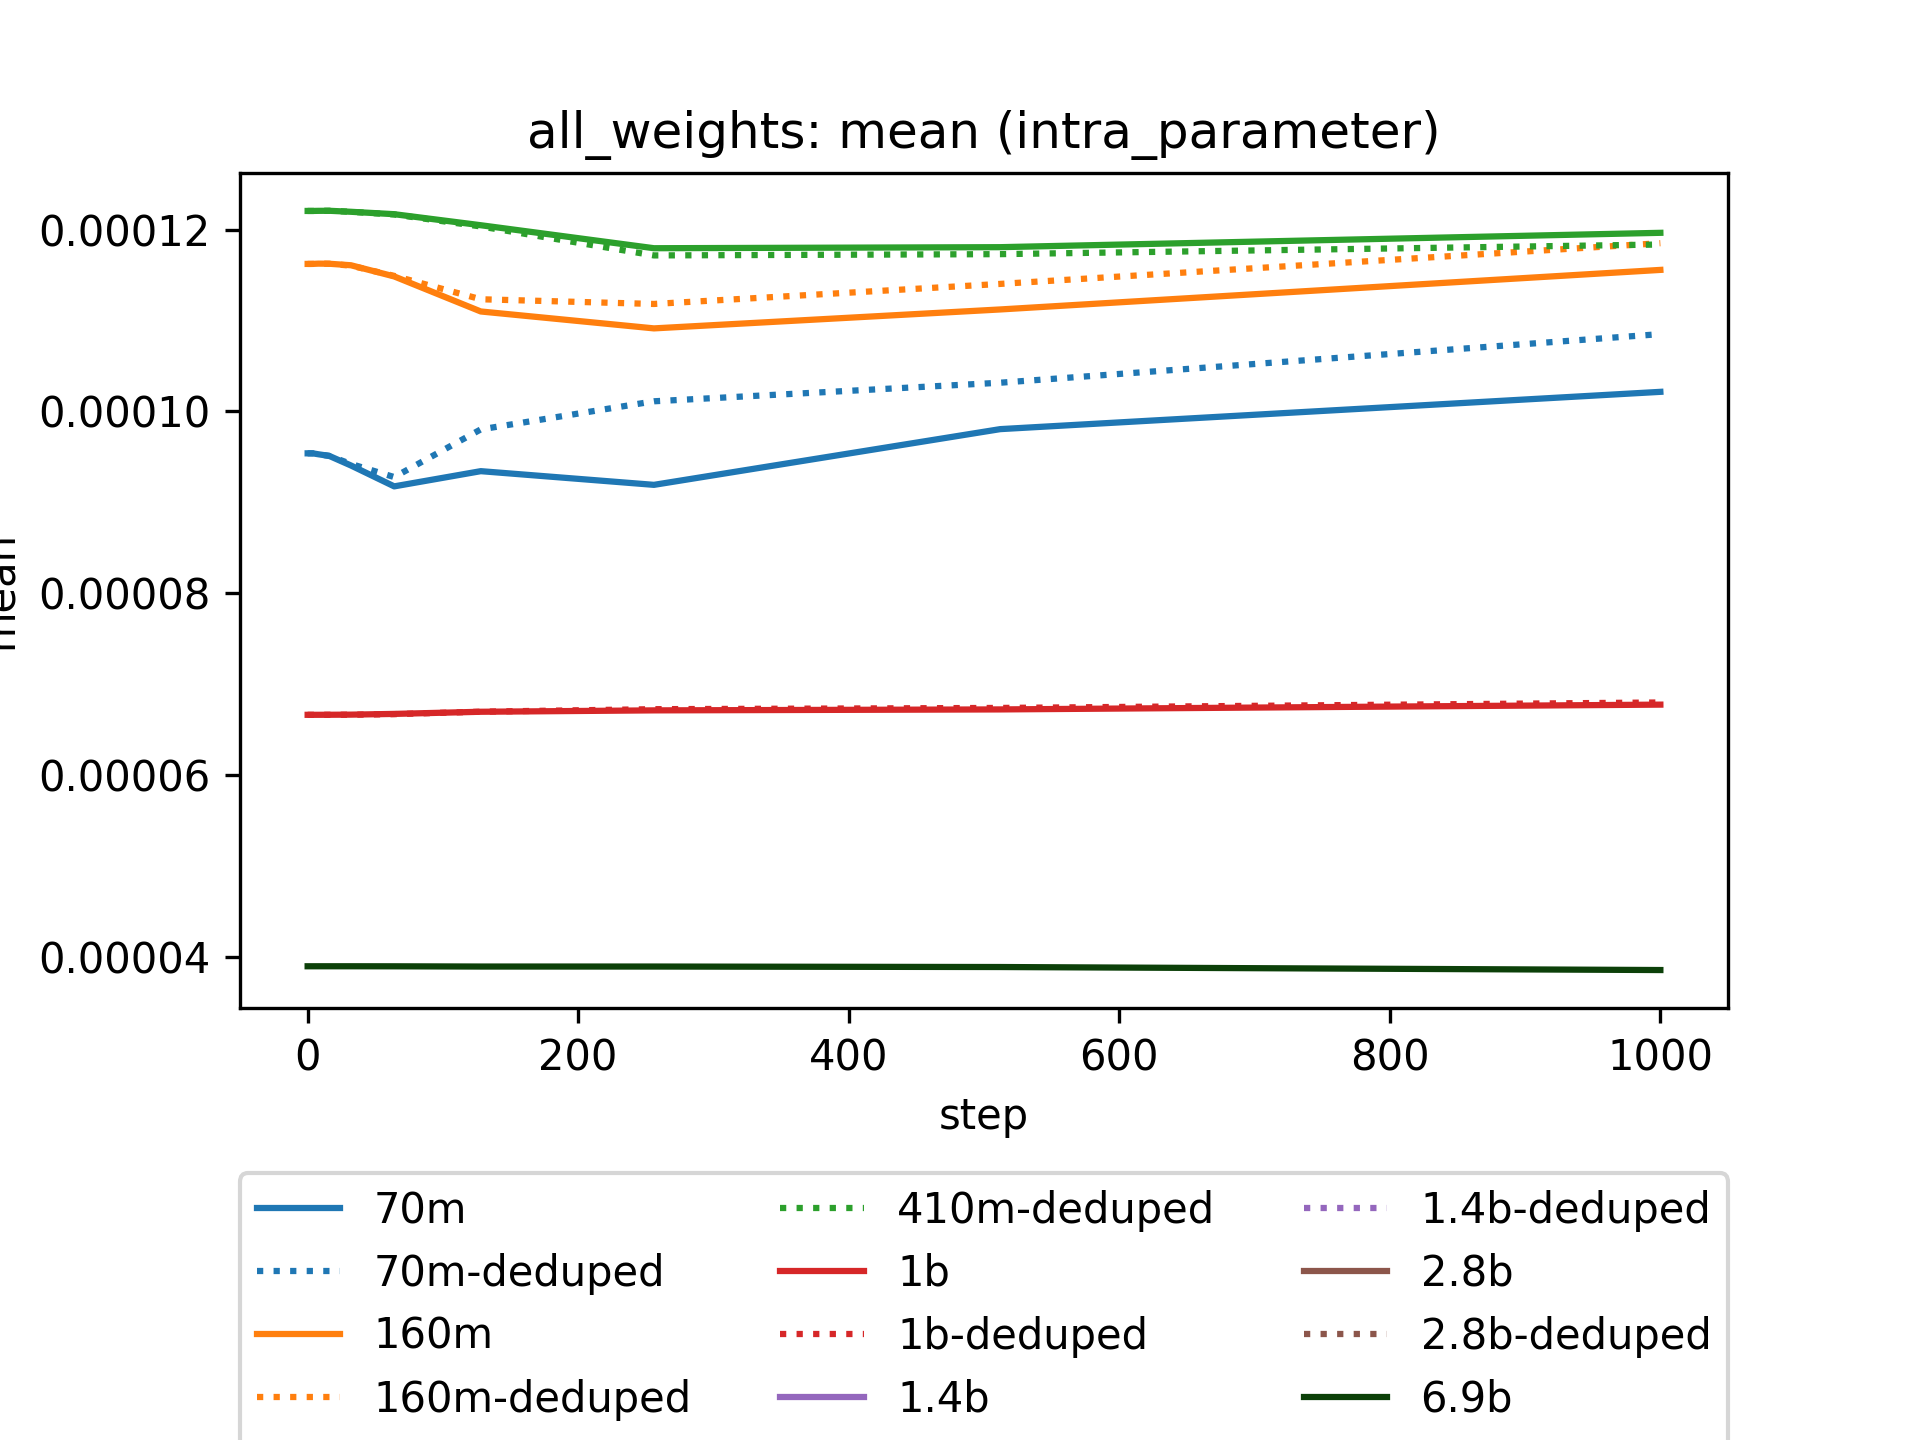 all_weights: mean (intra_parameter)
0.00012
0.00010
0.00008
0.00006
0.00004
mean
0 200 400 600 800 1000
step
70m 410m-deduped 1.4b-deduped
70m-deduped 1b 2.8b
160m 1b-deduped 2.8b-deduped
160m-deduped 1.4b 6.9b